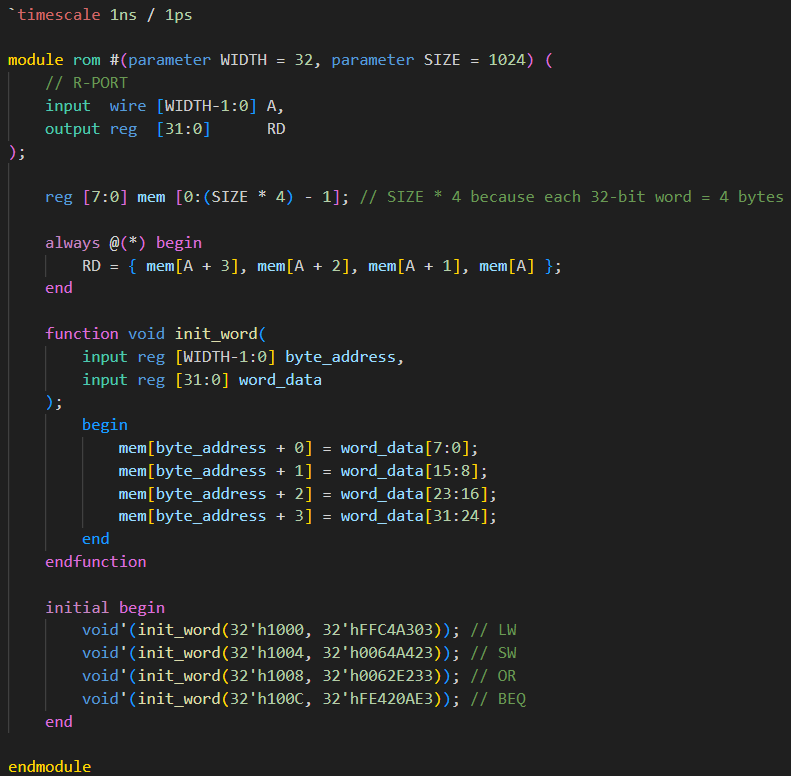 `timescale 1ns / 1ps
module rom #(parameter WIDTH = 32, parameter SIZE = 1024) (
// R-PORT
input  wire [WIDTH-1:0] A,
output reg  [31:0]      RD
);
reg [7:0] mem [0:(SIZE * 4) - 1]; // SIZE * 4 because each 32-bit word = 4 bytes
always @(*) begin
RD = { mem[A + 3], mem[A + 2], mem[A + 1], mem[A] };
end
function void init_word(
input reg [WIDTH-1:0] byte_address,
input reg [31:0] word_data
);
begin
mem[byte_address + 0] = word_data[7:0];
mem[byte_address + 1] = word_data[15:8];
mem[byte_address + 2] = word_data[23:16];
mem[byte_address + 3] = word_data[31:24];
end
endfunction
initial begin
void'(init_word(32'h1000, 32'hFFC4A303)); // LW
void'(init_word(32'h1004, 32'h0064A423)); // SW
void'(init_word(32'h1008, 32'h0062E233)); // OR
void'(init_word(32'h100C, 32'hFE420AE3)); // BEQ
end
endmodule